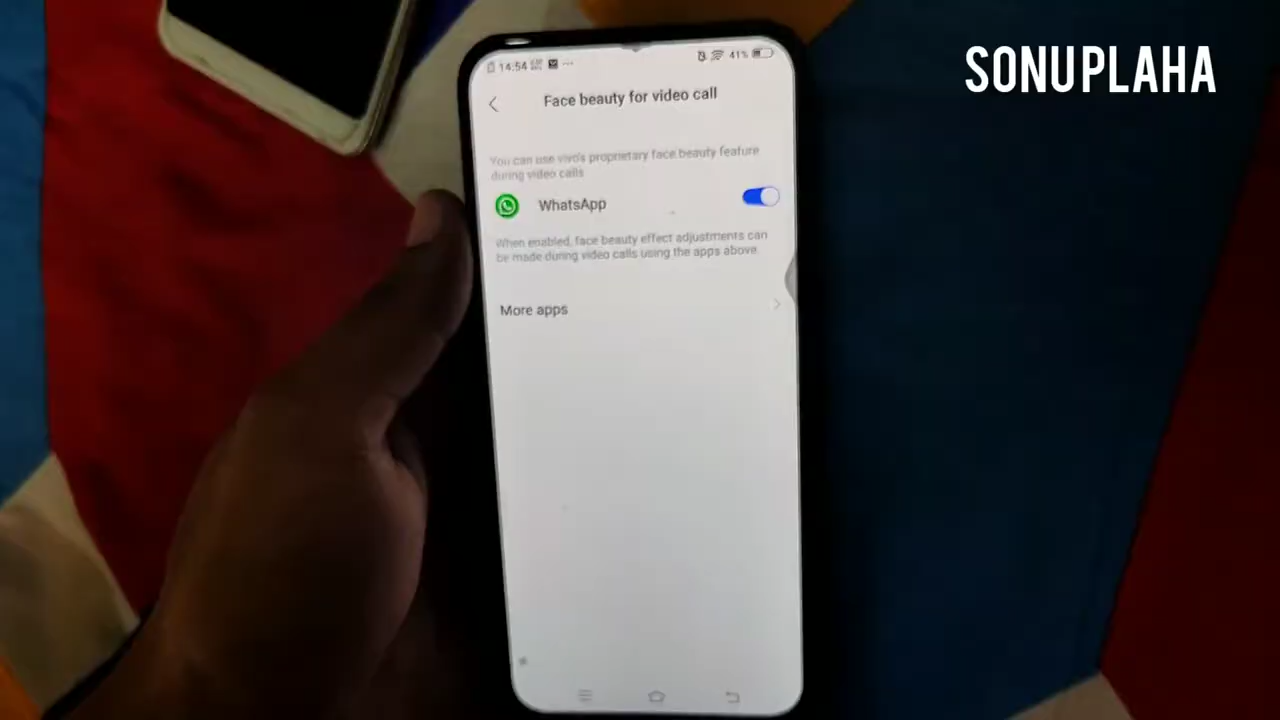 SONUPLAHA
14:54
41%
Face beauty for video call
You can use vivo's proprietary face beauty feature
during video calls
WhatsApp
When enabled, face beauty effect adjustments can
be made during video calls using the apps above.
More apps